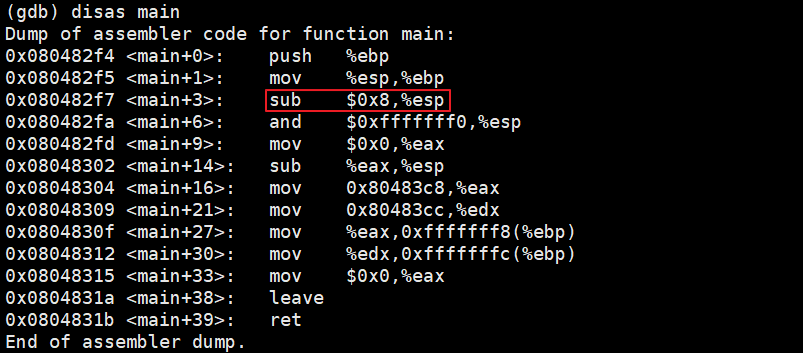 (gdb) disas main
Dump of assembler code for function main:
0x080482f4 <main+0>:    push   %ebp
0x080482f5 <main+1>:    mov    %esp,%ebp
0x080482f7 <main+3>:    sub    $0x8,%esp
0x080482fa <main+6>:    and    $0xfffffff0,%esp
0x080482fd <main+9>:    mov    $0x0,%eax
0x08048302 <main+14>:   sub    %eax,%esp
0x08048304 <main+16>:   mov    0x80483c8,%eax
0x08048309 <main+21>:   mov    0x80483cc,%edx
0x0804830f <main+27>:   mov    %eax,0xfffffff8(%ebp)
0x08048312 <main+30>:   mov    %edx,0xfffffffc(%ebp)
0x08048315 <main+33>:   mov    $0x0,%eax
0x0804831a <main+38>:   leave
0x0804831b <main+39>:   ret
End of assembler dump.